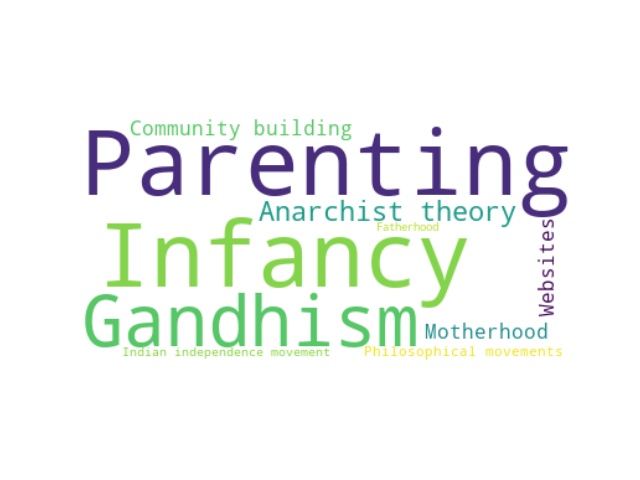 Community building
Parenting
Anarchist theory
Fatherhood
Infancy
Websites
Gandhism
Motherhood
Indian independence movement
Philosophical movements